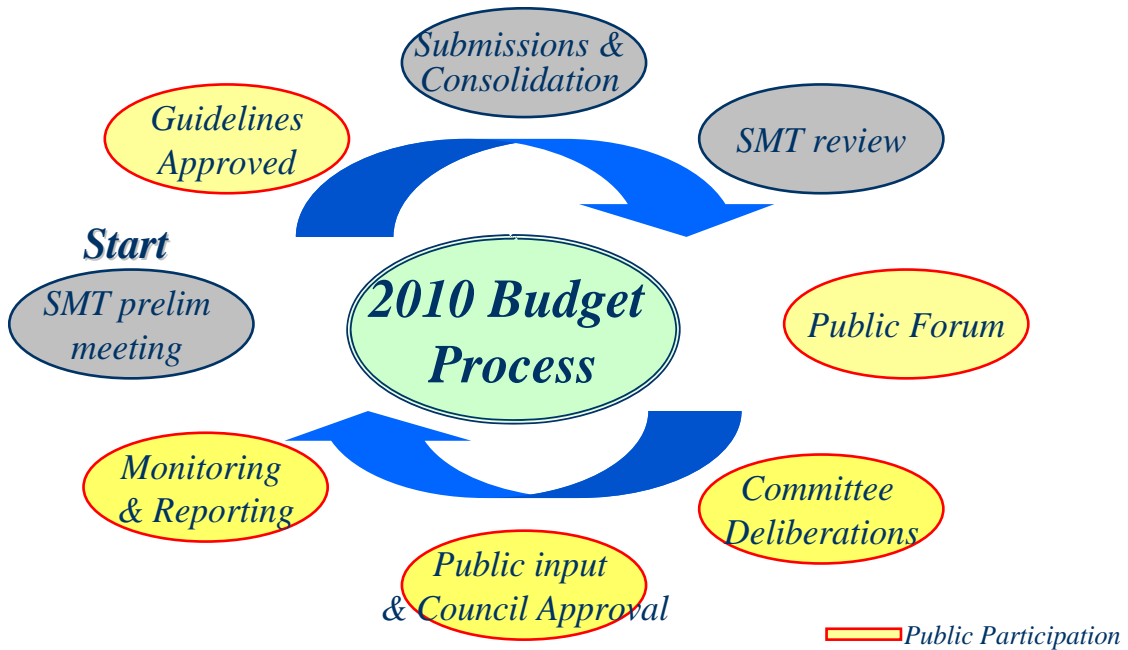 Submissions &
Consolidation
Guidelines
Approved
SMT review
Start
SMT prelim
meeting
2010 Budget
Process
Public Forum
Monitoring
& Reporting
Committee
Deliberations
Public input
& Council Approval
Public Participation